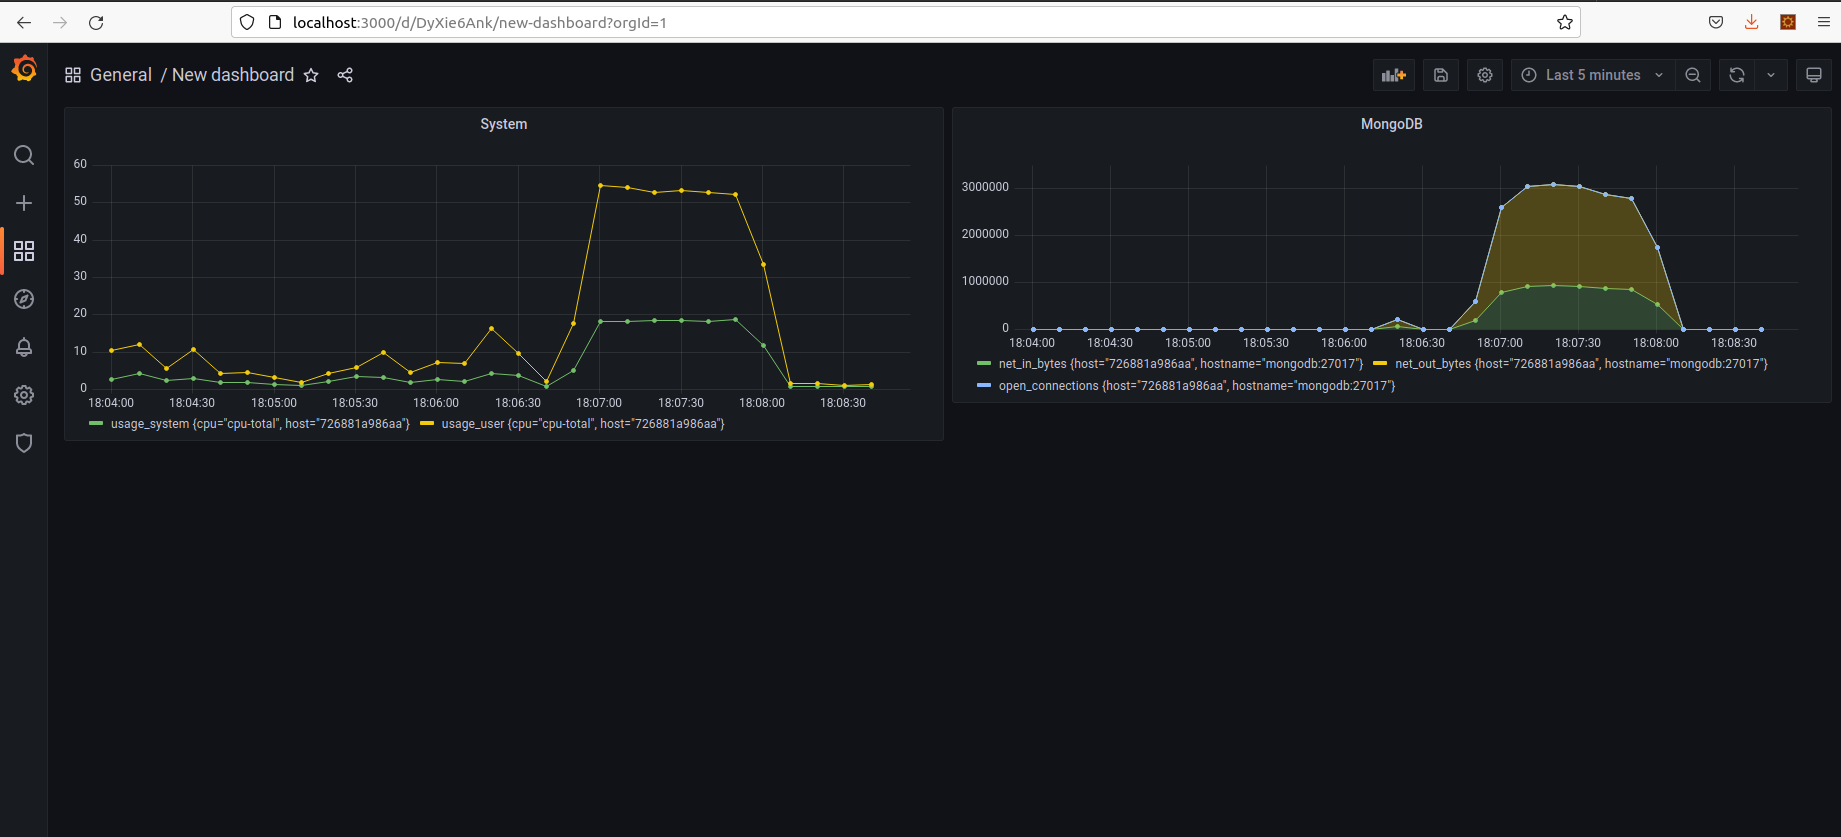 localhost:3000/d/DyXie6Ank/new-dashboard?orgId=1
General / New dashboard
Last 5 minutes
System
60
50
40
30
20
10
0
18:04:00 18:04:30 18:05:00 18:05:30 18:06:00 18:06:30 18:07:00 18:07:30 18:08:00 18:08:30
usage_system {cpu="cpu-total", host="726881a986aa"} usage_user {cpu="cpu-total", host="726881a986aa"}
MongoDB
3000000
2000000
1000000
0
18:04:00 18:04:30 18:05:00 18:05:30 18:06:00 18:06:30 18:07:00 18:07:30 18:08:00 18:08:30
net_in_bytes {host="726881a986aa", hostname="mongodb:27017"} net_out_bytes {host="726881a986aa", hostname="mongodb:27017"}
open_connections {host="726881a986aa", hostname="mongodb:27017"}